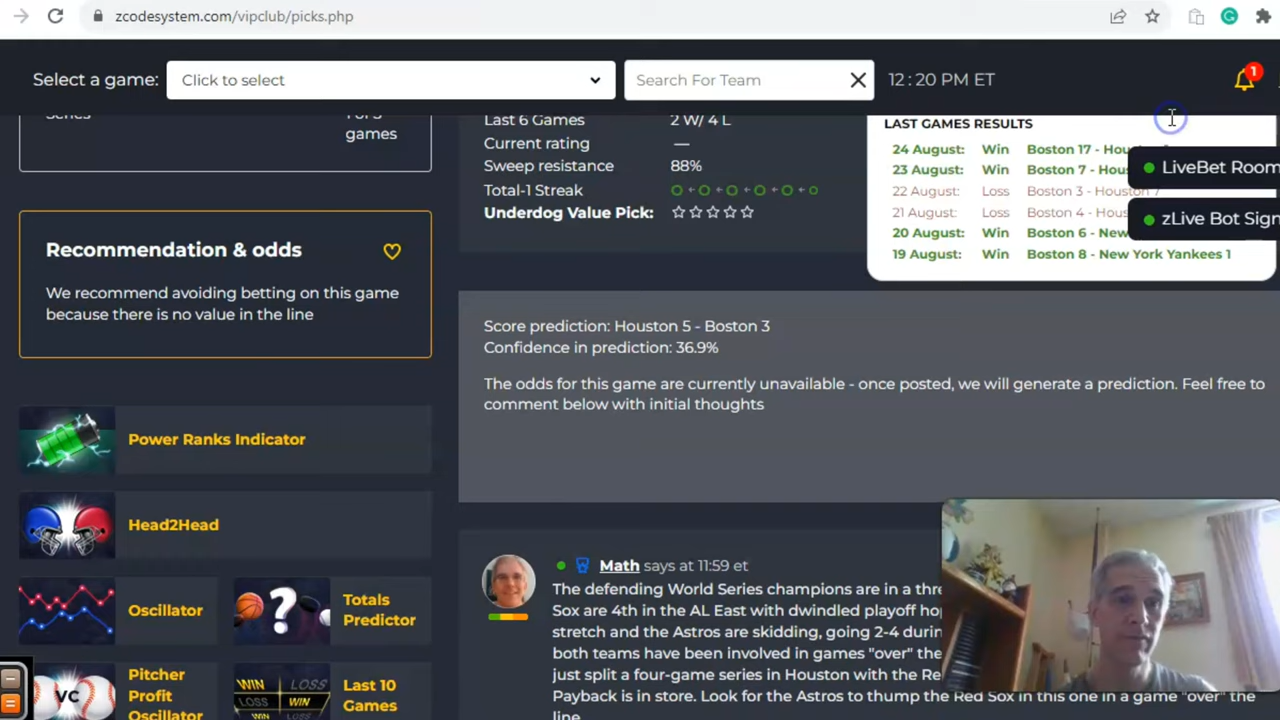 zcodesystem.com/vipclub/picks.php
Select a game:
Click to select
Search For Team
12:20 PM ET
1
games
Last 6 Games 2 W/ 4 L
Current rating —
Sweep resistance 88%
Total-1 Streak
Underdog Value Pick:
LAST GAMES RESULTS
24 August: Win Boston 17 -
23 August: Win Boston 7 -
22 August: Loss Boston 3 - Houston 7
21 August: Loss Boston 4 -
20 August: Win Boston 6 - New
19 August: Win Boston 8 - New York Yankees 1
LiveBet Room
zLive Bot
Recommendation & odds
We recommend avoiding betting on this game
because there is no value in the line
Score prediction: Houston 5 - Boston 3
Confidence in prediction: 36.9%
The odds for this game are currently unavailable - once posted, we will generate a prediction. Feel free to
comment below with initial thoughts
Power Ranks Indicator
Head2Head
Oscillator
Totals
Predictor
VC
Pitcher
Profit
Oscillator
WIN LOSS
LOSS WIN
WIN
Last 10
Games
Math says at 11:59 et
The defending World Series champions are in a
Sox are 4th in the AL East with dwindled playoff
stretch and the Astros are skidding, going 2-4
both teams have been involved in games "over"
just split a four-game series in Houston with the
Payback is in store. Look for the Astros to thump the Red Sox in this one in a game "over" the
line.